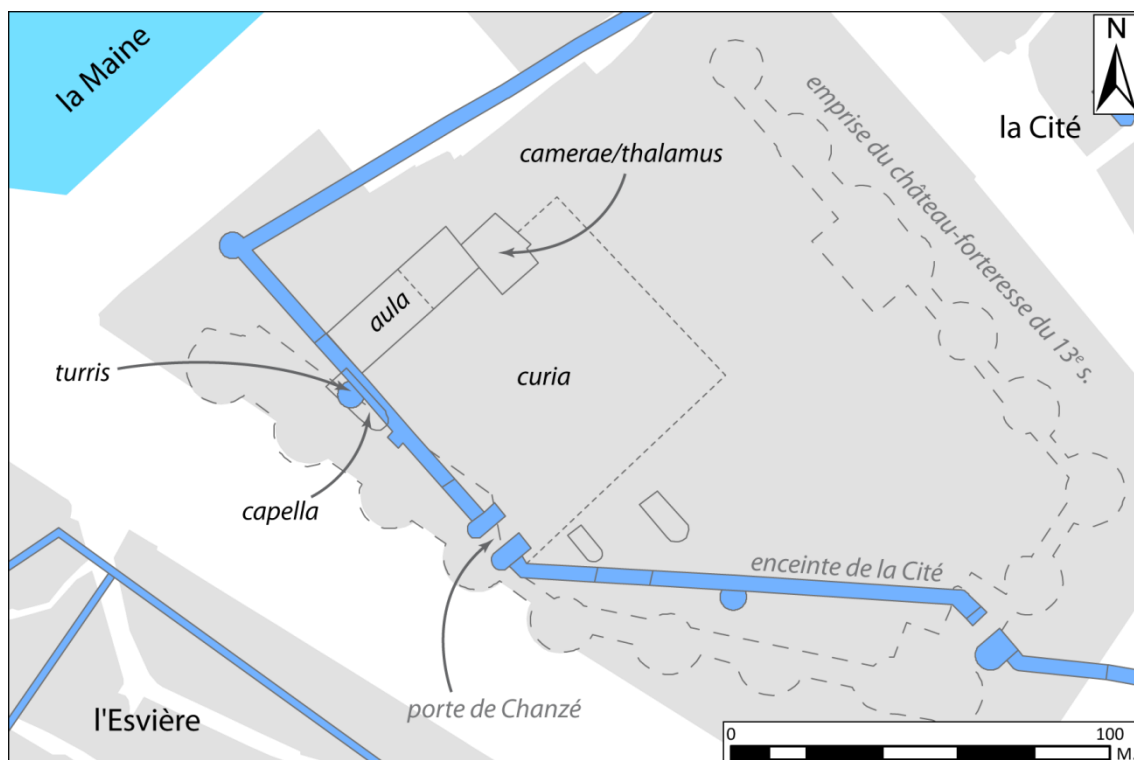 la Maine
N
la Cité
camerae/thalamus
emprise du château-forteresse du 13e s.
aula
turris
curia
capella
enceinte de la Cité
porte de Chanzé
l'Esvière
0 100
M.